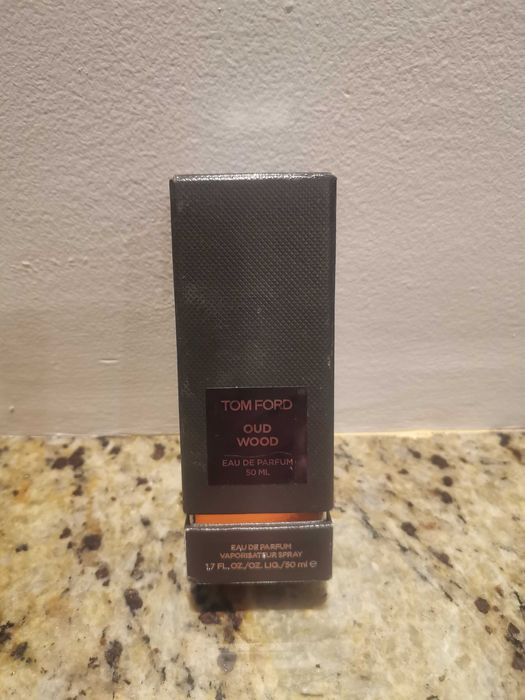 TOM FORD
OUD
WOOD
EAU DE PARFUM
50 ML
EAU DE PARFUM
VAPORISATEUR SPRAY
1.7 FL.OZ./OZ. LIQ./50 ml ℮